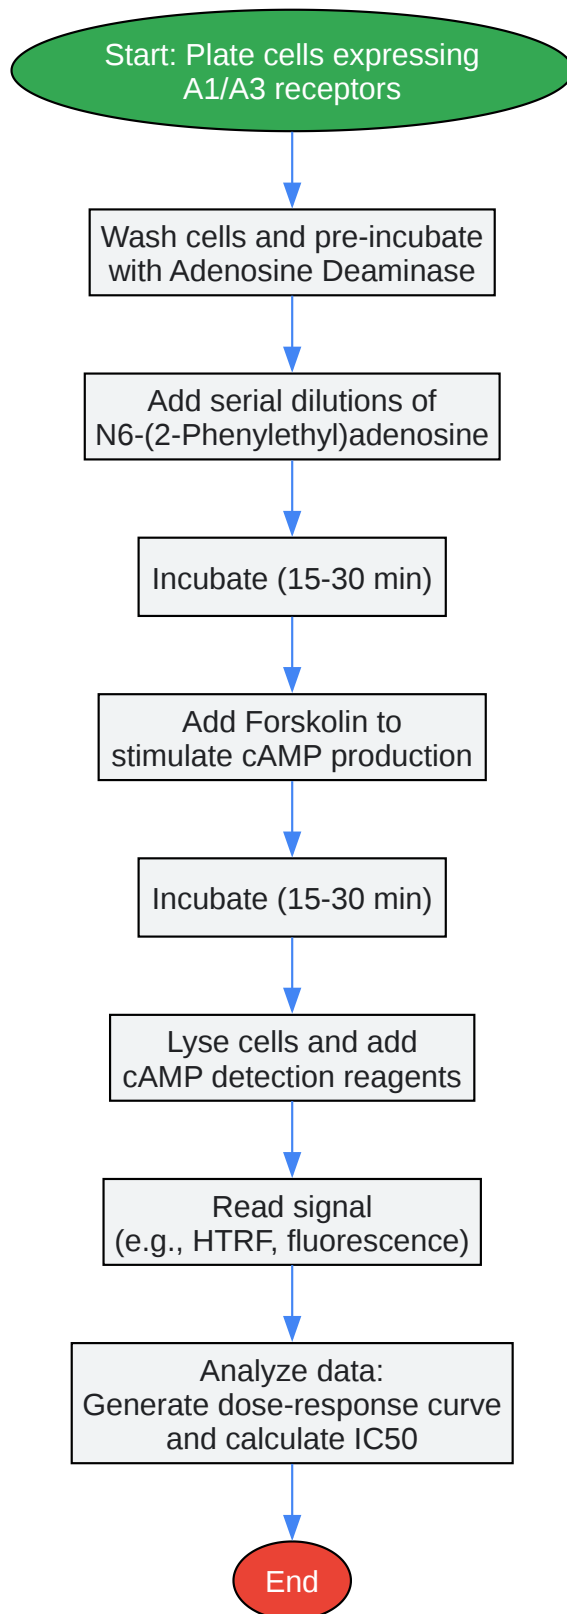 Start: Plate cells expressing
A1/A3 receptors
Wash cells and pre-incubate
with Adenosine Deaminase
Add serial dilutions of
N6-(2-Phenylethyl)adenosine
Incubate (15-30 min)
Add Forskolin to
stimulate cAMP production
Incubate (15-30 min)
Lyse cells and add
cAMP detection reagents
Read signal
(e.g., HTRF, fluorescence)
Analyze data:
Generate dose-response curve
and calculate IC50
End